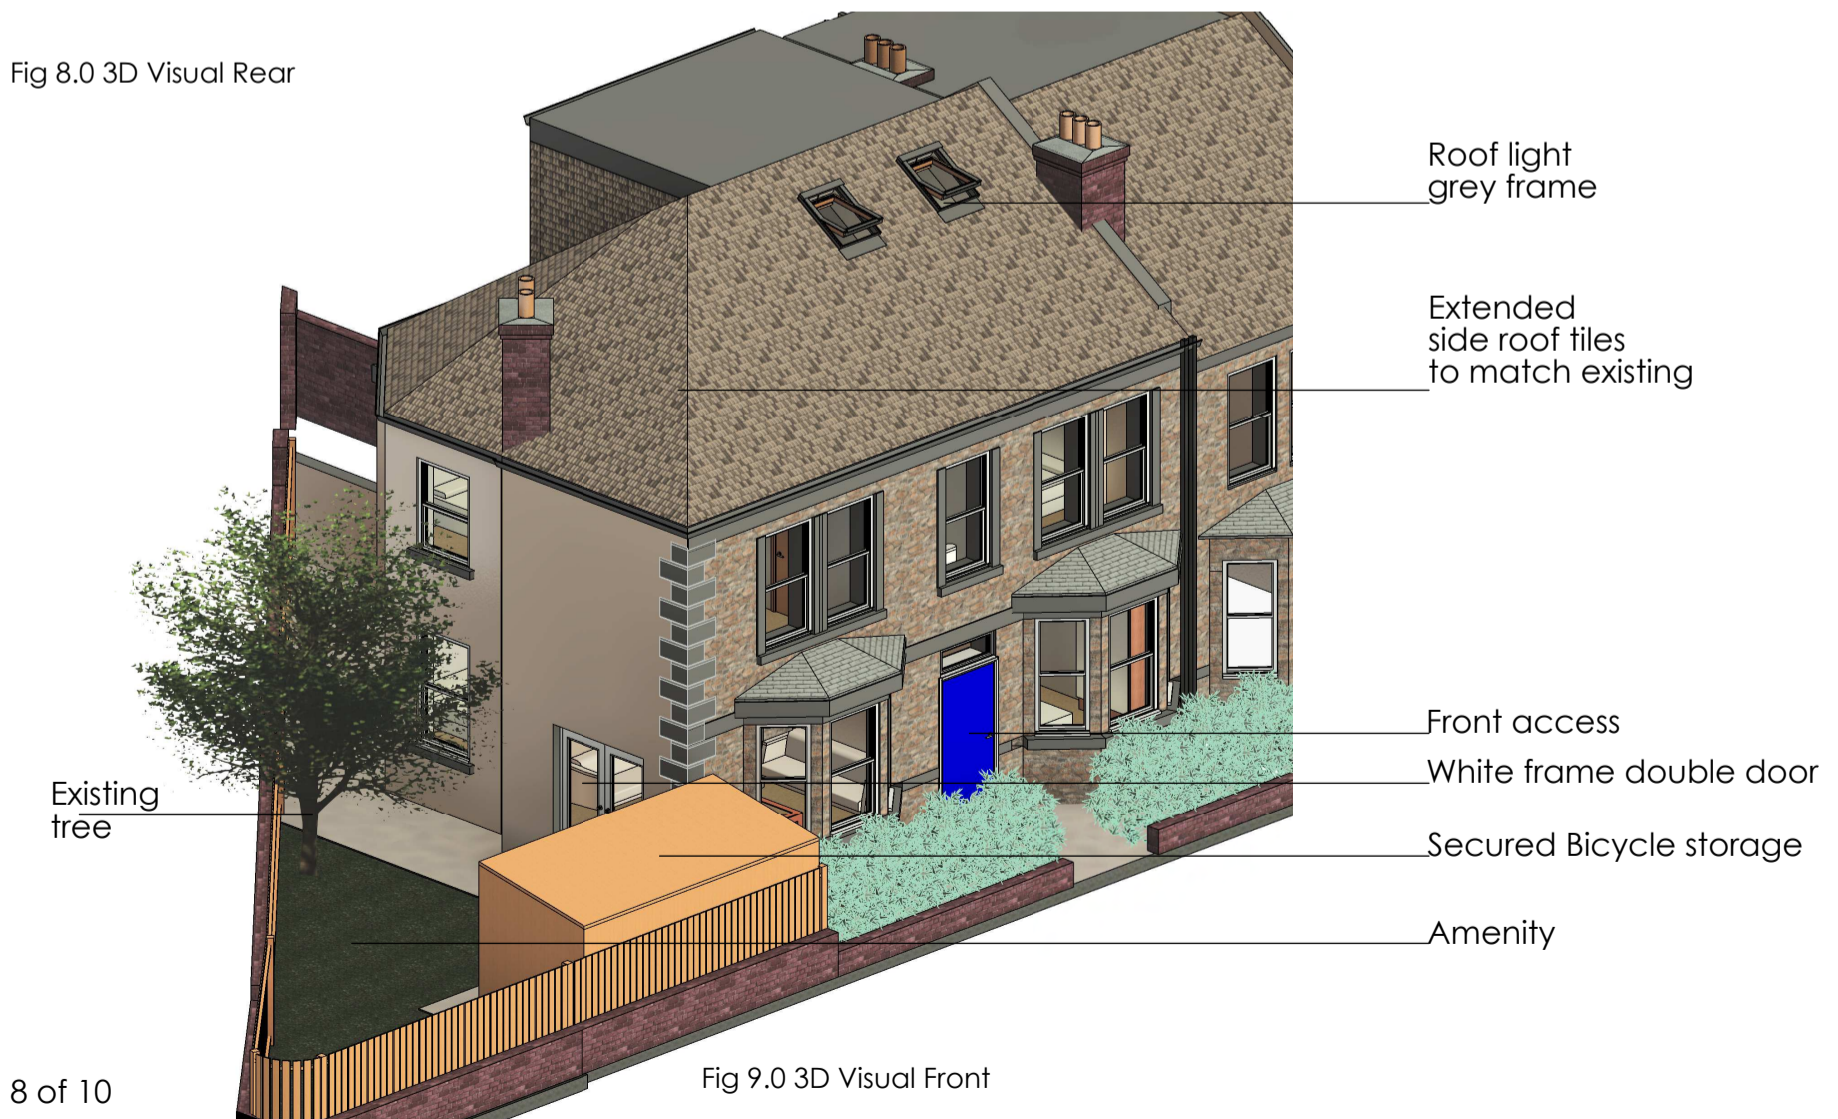 Fig 8.0 3D Visual Rear
Roof light
grey frame
Extended
side roof tiles
to match existing
Front access
White frame double door
Existing
tree
Secured Bicycle storage
Amenity
Fig 9.0 3D Visual Front
8 of 10